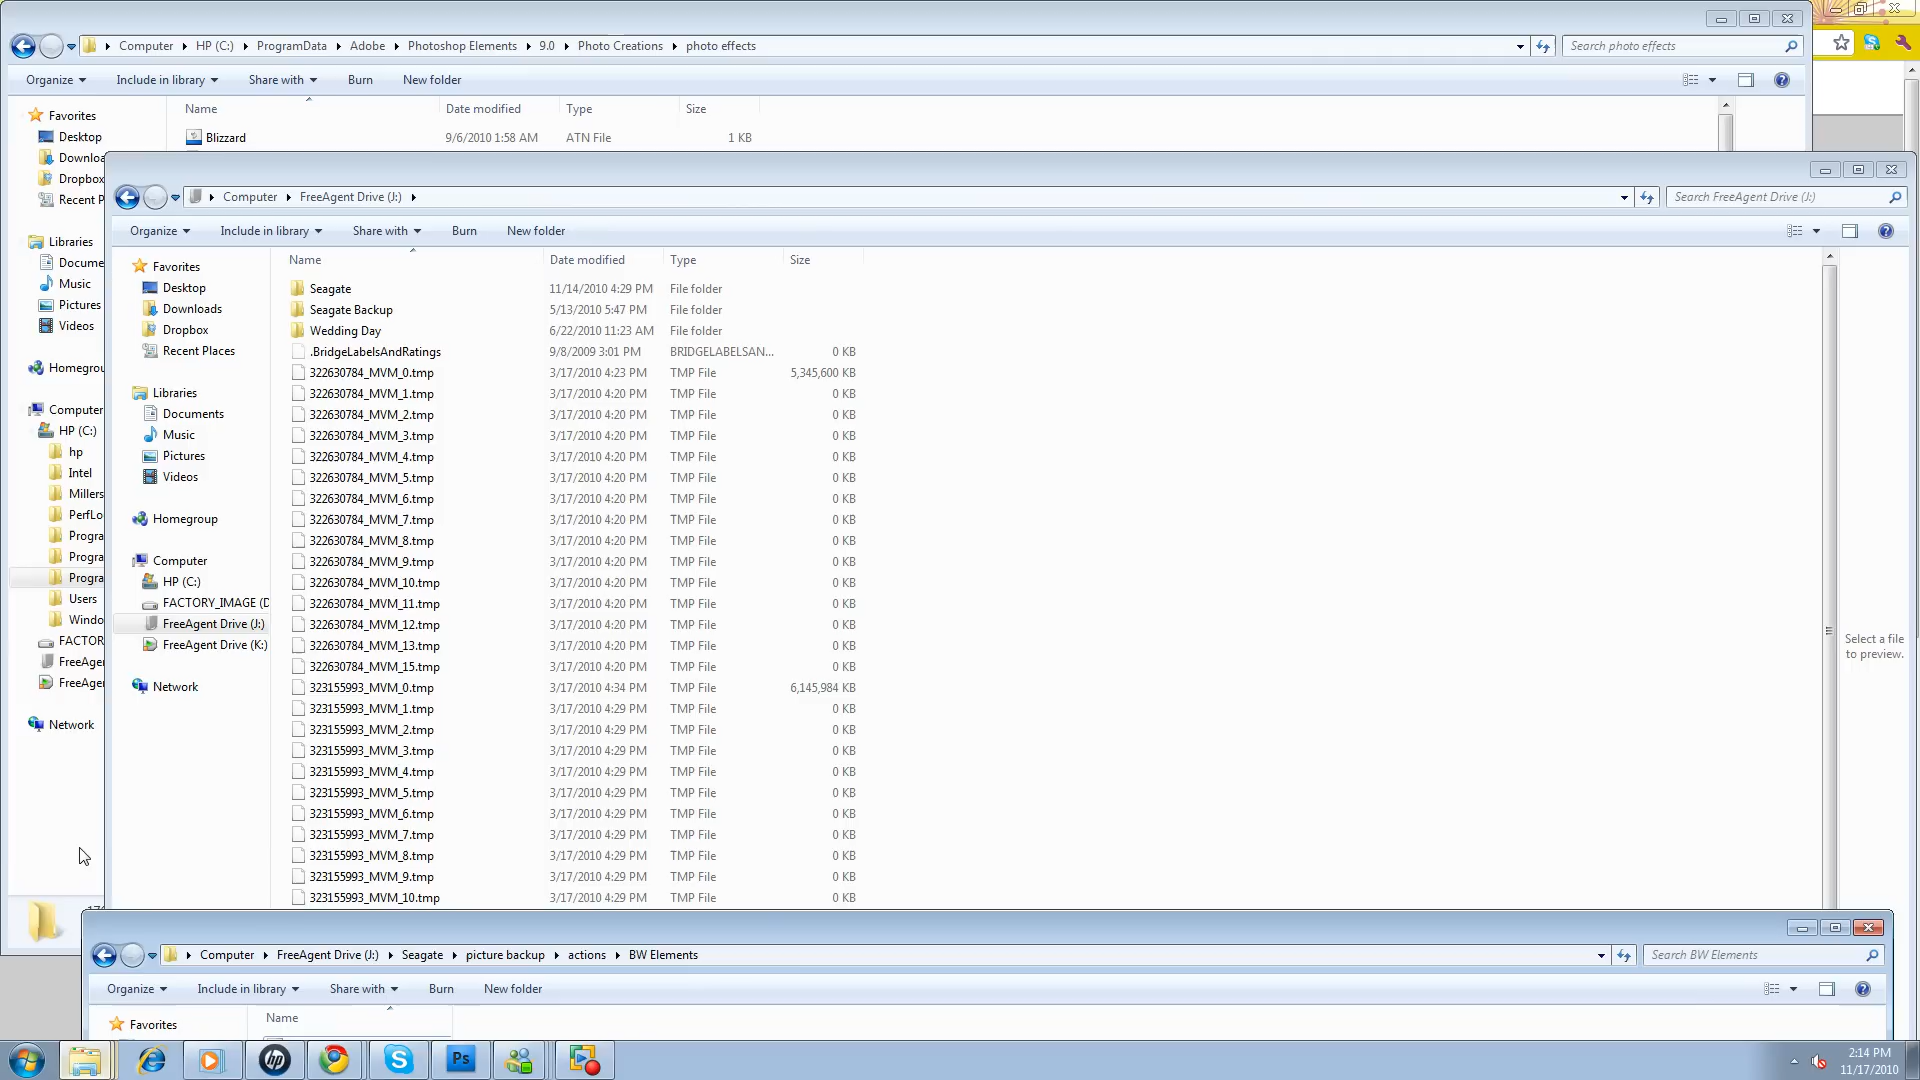 Computer HP (C:) ProgramData Adobe Photoshop Elements 9.0 Photo Creations photo effects
Search photo effects
Organize Include in library Share with Burn New folder
Name Date modified Type Size
Blizzard 9/6/2010 1:58 AM ATN File 1 KB
Favorites
Desktop
Downloa
Dropbox
Recent P
Libraries
Docume
Music
Pictures
Videos
Homegrou
Computer
HP (C:)
hp
Intel
Millers
PerfLo
Progra
Progra
Progra
Users
Windo
FACTOR
FreeAger
FreeAger
Network
Computer FreeAgent Drive (J:)
Search FreeAgent Drive (J:)
Organize Include in library Share with Burn New folder
Favorites
Desktop
Downloads
Dropbox
Recent Places
Libraries
Documents
Music
Pictures
Videos
Homegroup
Computer
HP (C:)
FACTORY_IMAGE (D
FreeAgent Drive (J:)
FreeAgent Drive (K:)
Network
Name Date modified Type Size
Seagate 11/14/2010 4:29 PM File folder
Seagate Backup 5/13/2010 5:47 PM File folder
Wedding Day 6/22/2010 11:23 AM File folder
.BridgeLabelsAndRatings 9/8/2009 3:01 PM BRIDGELABELSAN... 0 KB
322630784_MVM_0.tmp 3/17/2010 4:23 PM TMP File 5,345,600 KB
322630784_MVM_1.tmp 3/17/2010 4:20 PM TMP File 0 KB
322630784_MVM_2.tmp 3/17/2010 4:20 PM TMP File 0 KB
322630784_MVM_3.tmp 3/17/2010 4:20 PM TMP File 0 KB
322630784_MVM_4.tmp 3/17/2010 4:20 PM TMP File 0 KB
322630784_MVM_5.tmp 3/17/2010 4:20 PM TMP File 0 KB
322630784_MVM_6.tmp 3/17/2010 4:20 PM TMP File 0 KB
322630784_MVM_7.tmp 3/17/2010 4:20 PM TMP File 0 KB
322630784_MVM_8.tmp 3/17/2010 4:20 PM TMP File 0 KB
322630784_MVM_9.tmp 3/17/2010 4:20 PM TMP File 0 KB
322630784_MVM_10.tmp 3/17/2010 4:20 PM TMP File 0 KB
322630784_MVM_11.tmp 3/17/2010 4:20 PM TMP File 0 KB
322630784_MVM_12.tmp 3/17/2010 4:20 PM TMP File 0 KB
322630784_MVM_13.tmp 3/17/2010 4:20 PM TMP File 0 KB
322630784_MVM_15.tmp 3/17/2010 4:20 PM TMP File 0 KB
323155993_MVM_0.tmp 3/17/2010 4:34 PM TMP File 6,145,984 KB
323155993_MVM_1.tmp 3/17/2010 4:29 PM TMP File 0 KB
323155993_MVM_2.tmp 3/17/2010 4:29 PM TMP File 0 KB
323155993_MVM_3.tmp 3/17/2010 4:29 PM TMP File 0 KB
323155993_MVM_4.tmp 3/17/2010 4:29 PM TMP File 0 KB
323155993_MVM_5.tmp 3/17/2010 4:29 PM TMP File 0 KB
323155993_MVM_6.tmp 3/17/2010 4:29 PM TMP File 0 KB
323155993_MVM_7.tmp 3/17/2010 4:29 PM TMP File 0 KB
323155993_MVM_8.tmp 3/17/2010 4:29 PM TMP File 0 KB
323155993_MVM_9.tmp 3/17/2010 4:29 PM TMP File 0 KB
323155993_MVM_10.tmp 3/17/2010 4:29 PM TMP File 0 KB
Select a file
to preview.
Computer FreeAgent Drive (J:) Seagate picture backup actions BW Elements
Search BW Elements
Organize Include in library Share with Burn New folder
Favorites
Name
hp
Ps
2:14 PM
11/17/2010